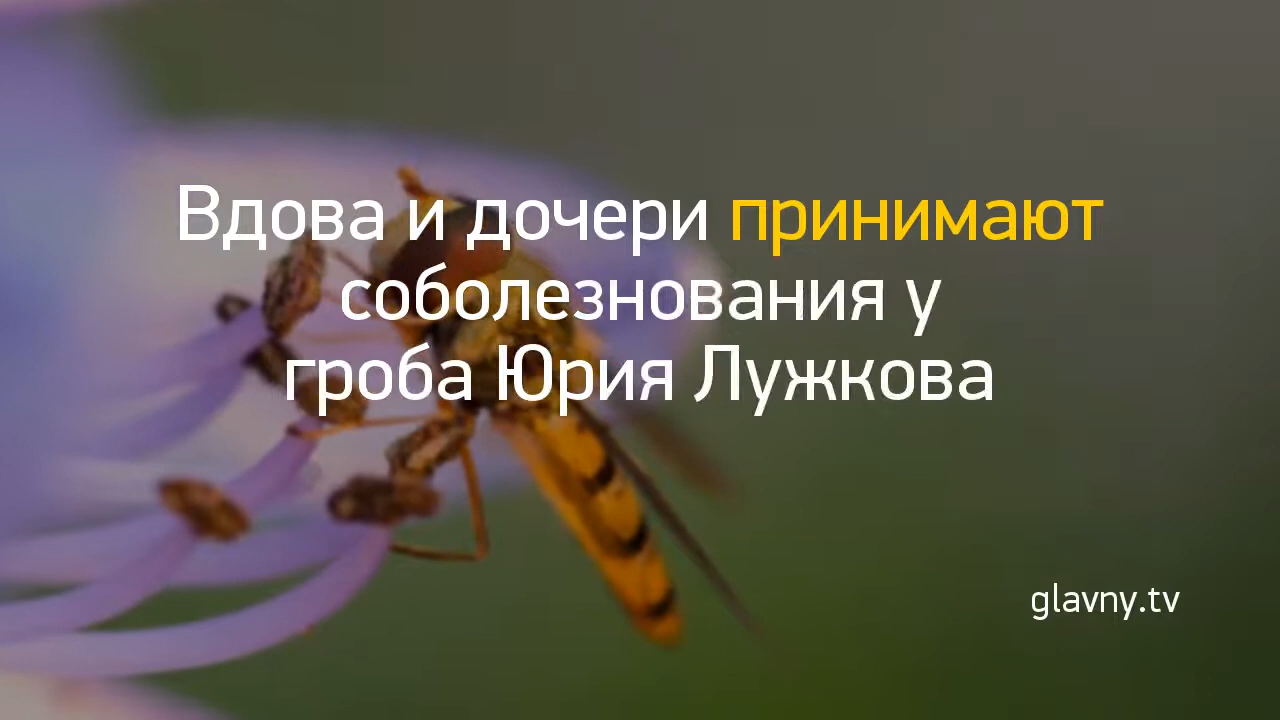 Вдова и дочери принимают
соболезнования у
гроба Юрия Лужкова
glavny.tv